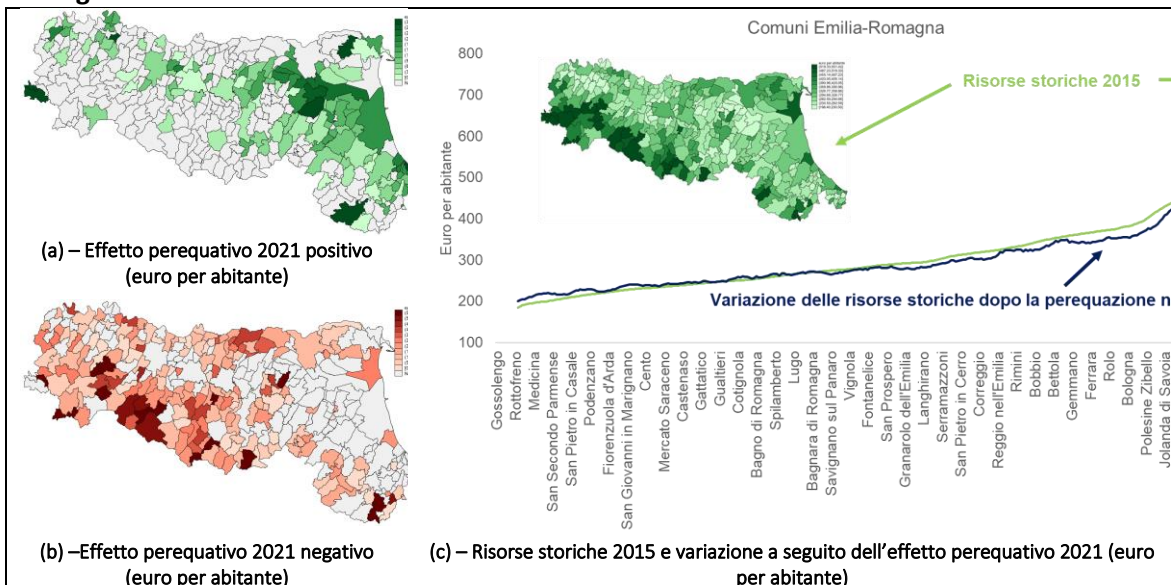 (a) – Effetto perequativo 2021 positivo
(euro per abitante)
(b) –Effetto perequativo 2021 negativo
(euro per abitante)
Comuni Emilia-Romagna
Euro per abitante
800
700
600
500
400
300
200
100
Risorse storiche 2015
Variazione delle risorse storiche dopo la perequazione n
Gossolengo
Rottofreno
Medicina
San Secondo Parmense
San Pietro in Casale
Podenzano
Fiorenzuola d'Arda
San Giovanni in Marignano
Cento
Mercato Saraceno
Castenaso
Gattatico
Gualtieri
Cotignola
Bagno di Romagna
Spilamberto
Lugo
Bagnara di Romagna
Savignano sul Panaro
Vignola
Fontanelice
San Prospero
Granarolo dell'Emilia
Langhirano
Serramazzoni
San Pietro in Cerro
Correggio
Reggio nell'Emilia
Rimini
Bobbio
Bettola
Gemmano
Ferrara
Rolo
Bologna
Polesine Zibello
Jolanda di Savoia
(c) – Risorse storiche 2015 e variazione a seguito dell'effetto perequativo 2021 (euro
per abitante)